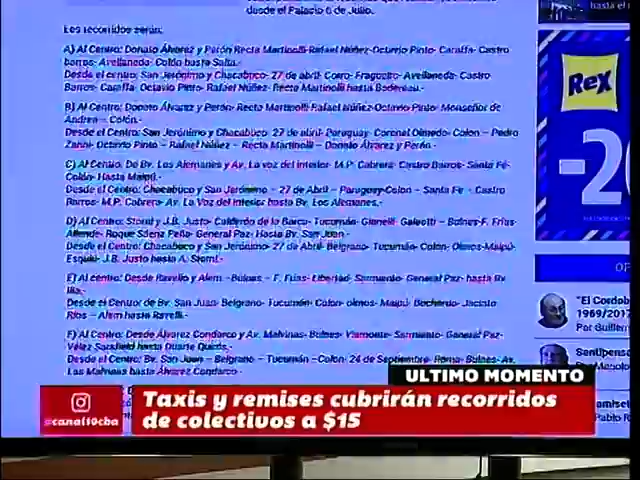 desde el Palacio 6 de Julio.
hasta el
Los recorridos serán:
A) Al Centro: Donato Álvarez y Perón Recta Martinolli-Rafael Núñez-Octavio Pinto- Caraffa- Castro
barros- Avellaneda- Colón hasta Salta.-
Desde el centro: San Jerónimo y Chacabuco- 27 de abril- Corro- Fragueiro- Avellaneda- Castro
Barros- Caraffa- Octavio Pinto- Rafael Núñez- Recta Martinolli hasta Bodereau.-
B) Al Centro: Donato Álvarez y Perón- Recta Martinolli Rafael Núñez-Octavio Pinto- Monseñor de
Andrea – Colón.-
Desde el Centro: San Jerónimo y Chacabuco- 27 de abril- Paraguay- Coronel Olmedo- Colon – Pedro
Zanni- Octavio Pinto – Rafael Núñez – Recta Martinolli – Donato Álvarez y Perón.-
C) Al Centro: De Bv. Los Alemanes y Av. La voz del interior- M.P. Cabrera- Castro Barros- Santa Fé-
Colón- Hasta Maipú.-
Desde el Centro: Chacabuco y San Jerónimo – 27 de Abril – Paraguay-Colon – Santa Fe – Castro
Barros- M.P. Cabrera- Av. La Voz del Interior hasta Bv. Los Alemanes.-
D) Al Centro: Storni y J.B. Justo- Calderón de la Barca- Tucumán- Gianelli- Galeotti – Bulnes-F. Frías-
Allende- Roque Sáenz Peña- General Paz- Hasta Bv. San Juan-
Desde el Centro: Chacabuco y San Jerónimo- 27 de Abril- Belgrano- Tucumán- Colon- Olmos-Maipú-
Esquiú- J.B. Justo hasta A. Storni.-
E) Al Centro: Desde Ravelli y Alem.- Bulnes – F. Frías-Libertad- Sarmiento- General Paz- hasta Bv.
Illia.-
Desde el Centro: de Bv. San Juan- Belgrano- Tucumán- Colon- olmos- Maipú- Bachardo- Jacinto
Ríos – Alem hasta Ravelli.-
F) Al Centro: Desde Álvarez Condarco y Av. Malvinas- Bulnes- Viamonte- Sarmiento- General Paz-
Vélez Sarsfield hasta Duarte Quirós.-
Desde el Centro: Bv. San Juan – Belgrano – Tucumán –Colon- 24 de Septiembre- Roma- Bulnes- Av.
Las Malvinas hasta Álvarez Condarco.-
Rex
-2
OF
"El Cordob
1969/2017
Por Guillerm
Sentipensa
ULTIMO MOMENTO
Taxis y remises cubrirán recorridos
de colectivos a $15
@canal10cba